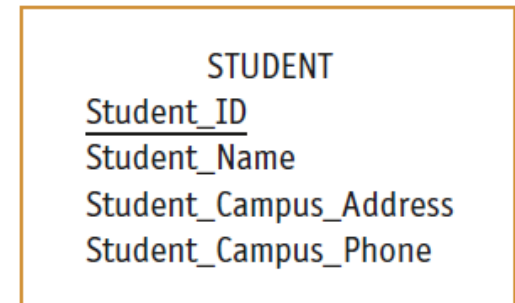 STUDENT
Student_ID
Student_Name
Student_Campus_Address
Student_Campus_Phone